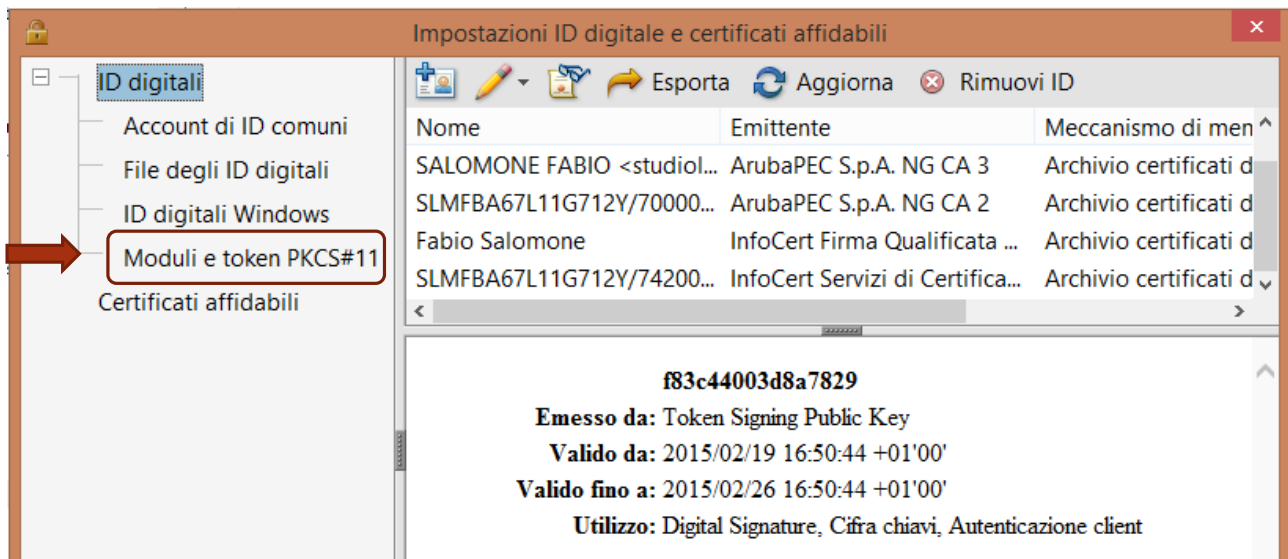 Impostazioni ID digitale e certificati affidabili
ID digitali
Account di ID comuni
File degli ID digitali
ID digitali Windows
Moduli e token PKCS#11
Certificati affidabili
Esporta Aggiorna Rimuovi ID
Nome Emittente Meccanismo di men
SALOMONE FABIO <studiol... ArubaPEC S.p.A. NG CA 3 Archivio certificati d
SLMFBA67L11G712Y/70000... ArubaPEC S.p.A. NG CA 2 Archivio certificati d
Fabio Salomone InfoCert Firma Qualificata ... Archivio certificati d
SLMFBA67L11G712Y/74200... InfoCert Servizi di Certifica... Archivio certificati d
f83c44003d8a7829
Emesso da: Token Signing Public Key
Valido da: 2015/02/19 16:50:44 +01'00'
Valido fino a: 2015/02/26 16:50:44 +01'00'
Utilizzo: Digital Signature, Cifra chiavi, Autenticazione client